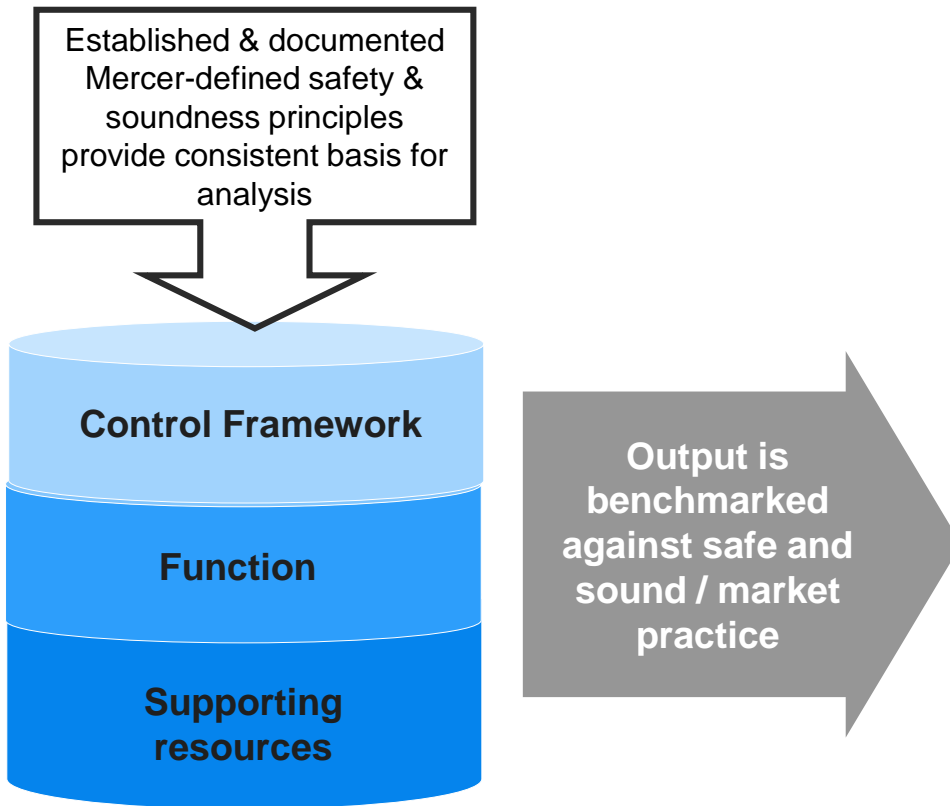 Established & documented
Mercer-defined safety &
soundness principles
provide consistent basis for
analysis
Control Framework
Function
Supporting
resources
Output is
benchmarked
against safe and
sound / market
practice